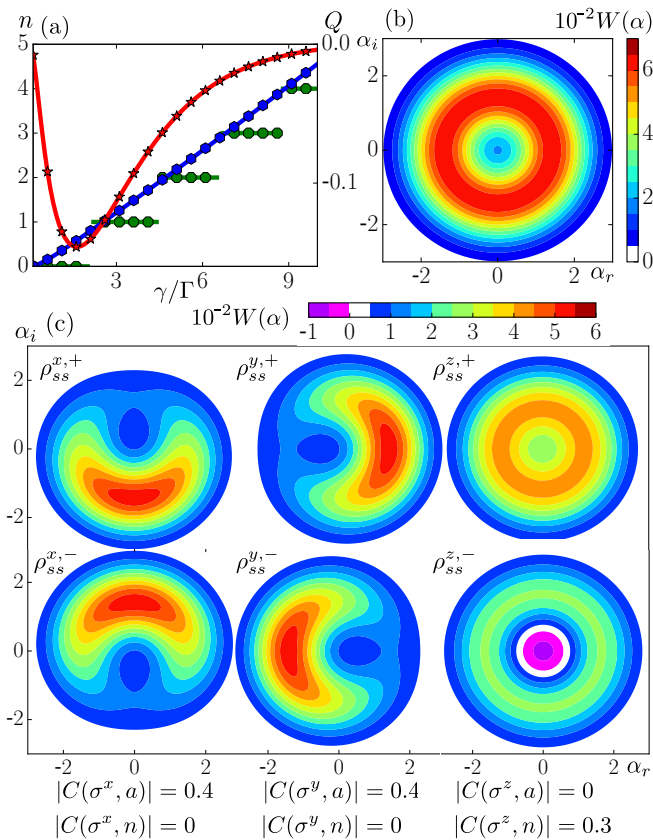 n (a) Q (b) 10⁻²W(α)
5 0.0 α_i 6
4 2
3 4
0 -0.1
2 2
1 -2
0 0
3 6 9 -2 0 2 α_r
γ/Γ
10⁻²W(α) -1 0 1 2 3 4 5 6
α_i (c)
ρ_ss^{x,+} ρ_ss^{y,+} ρ_ss^{z,+}
2
0
-2
ρ_ss^{x,-} ρ_ss^{y,-} ρ_ss^{z,-}
2
0
-2
-2 0 2 -2 0 2 -2 0 2 α_r
|C(σ^x, a)| = 0.4 |C(σ^y, a)| = 0.4 |C(σ^z, a)| = 0
|C(σ^x, n)| = 0 |C(σ^y, n)| = 0 |C(σ^z, n)| = 0.3